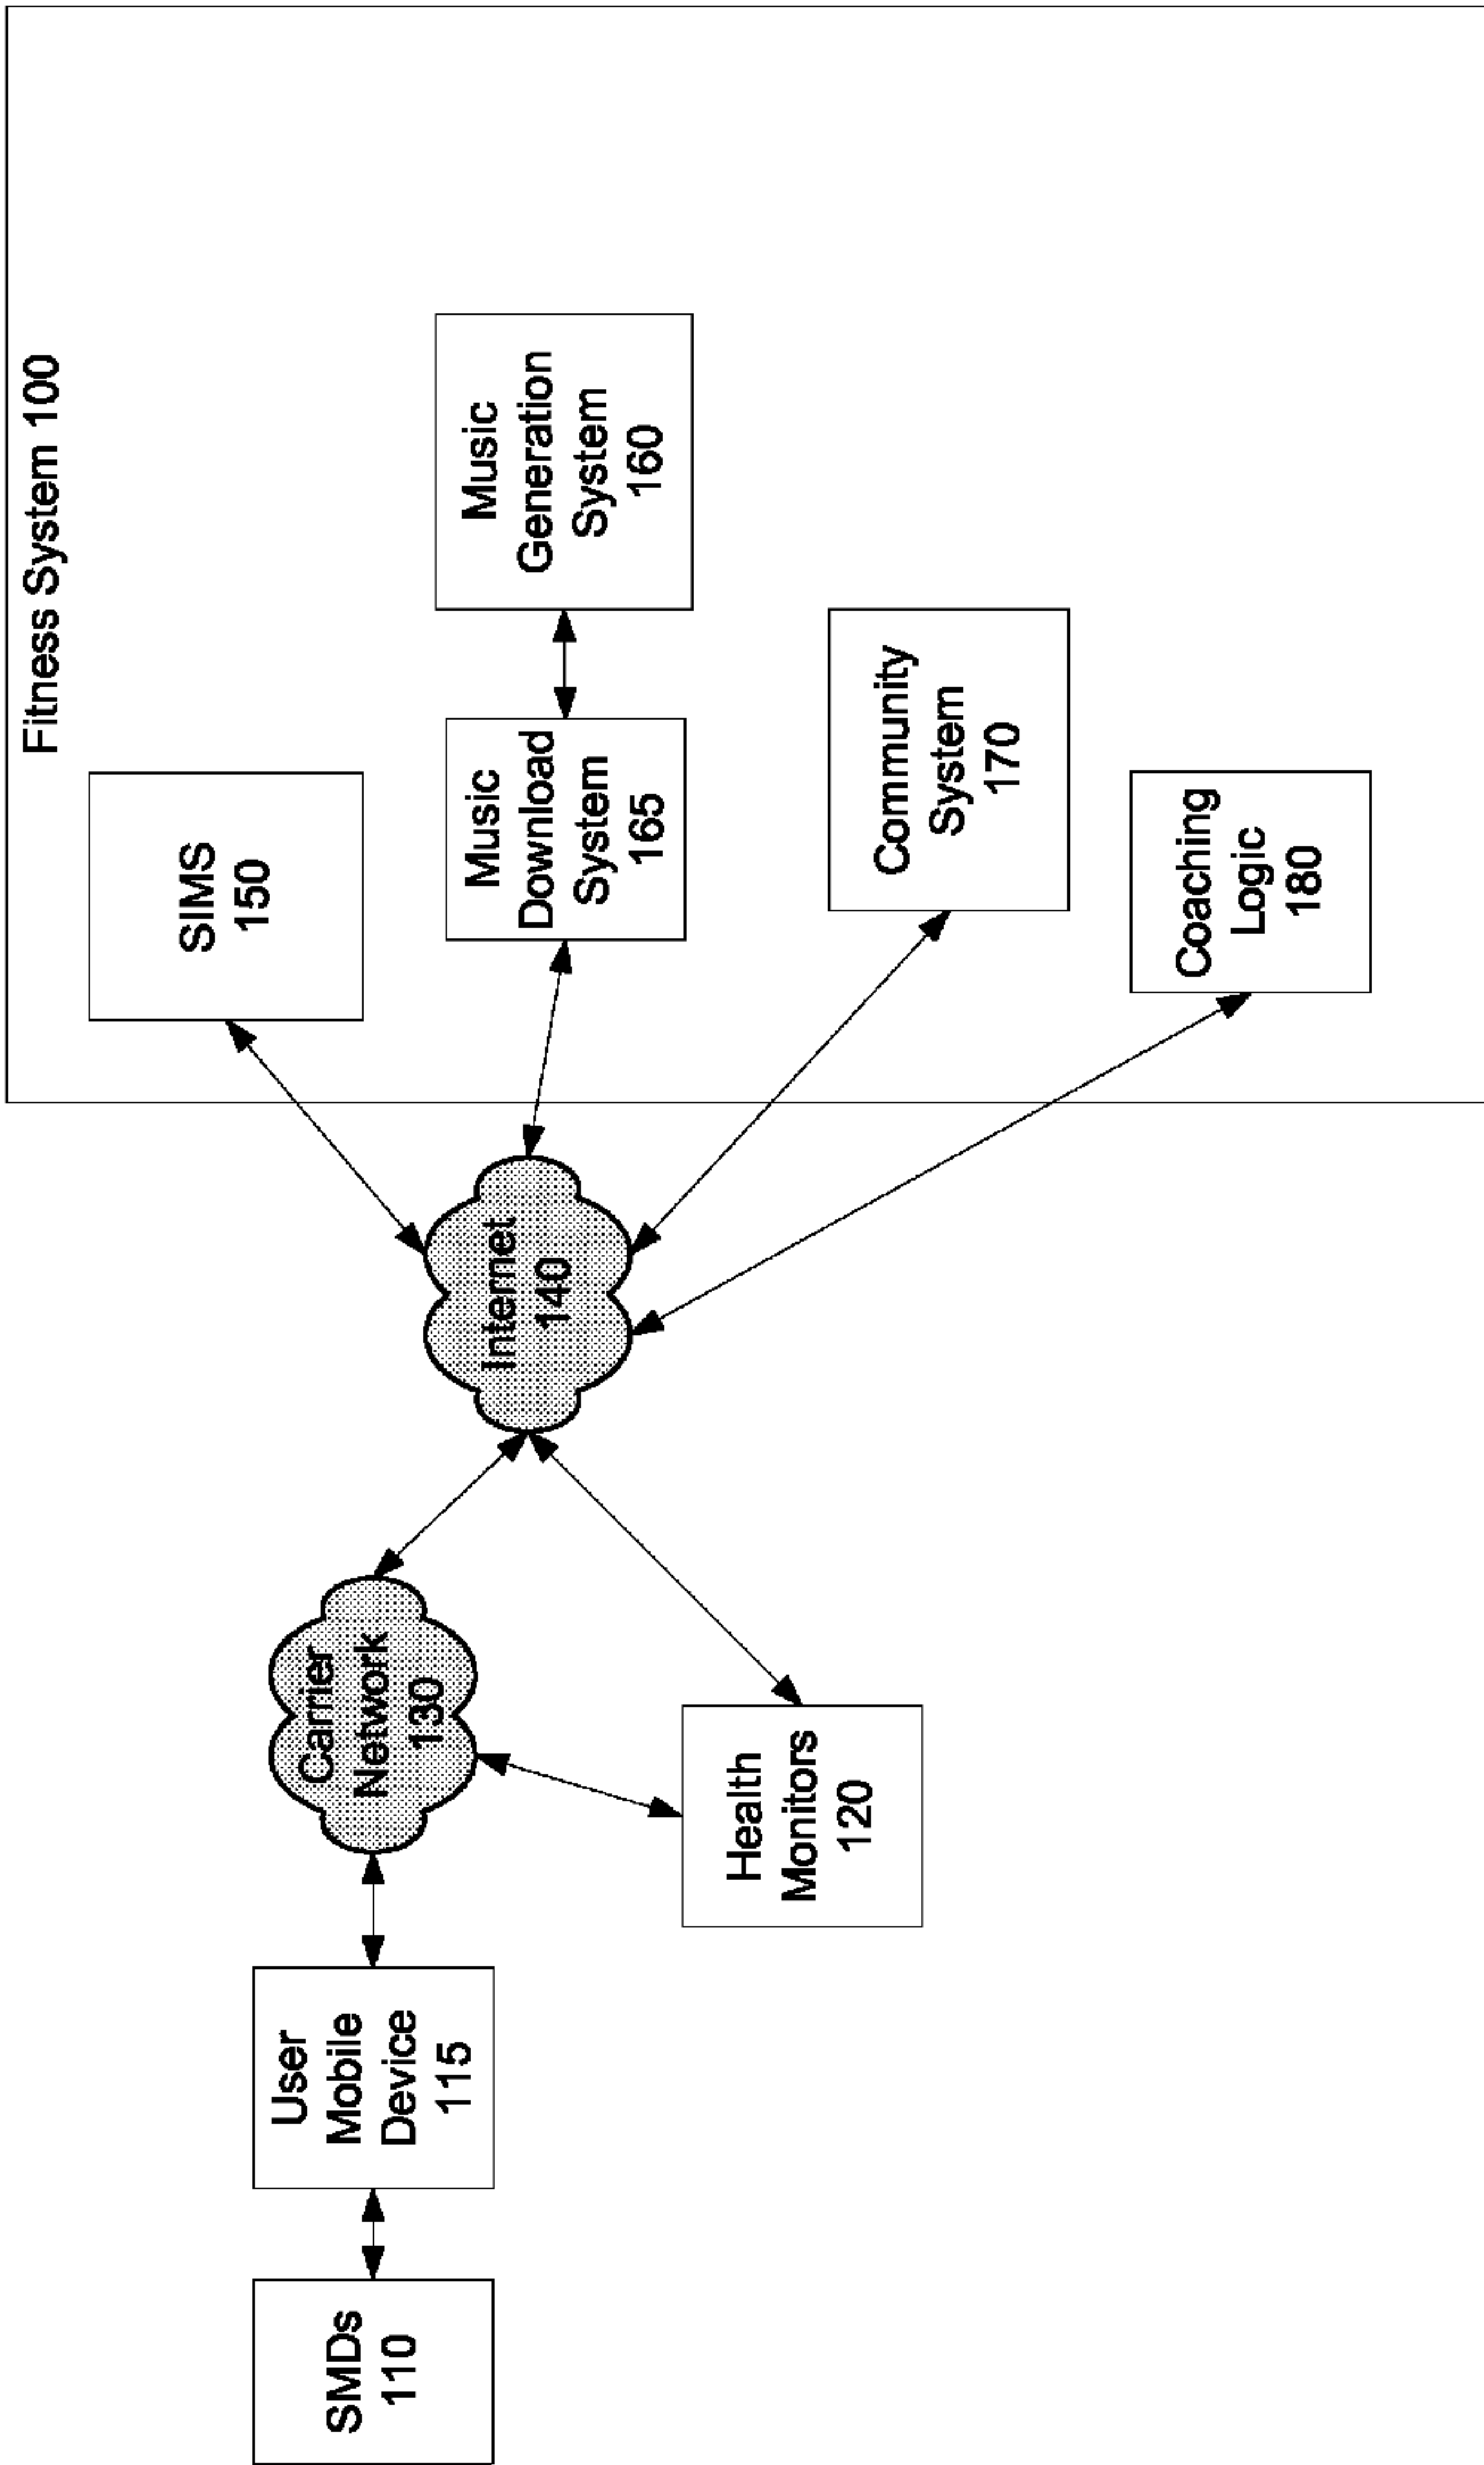 Fitness System 100
SIMS
150
Music
Generation
System
160
Music
Download
System
165
Community
System
170
Coaching
Logic
180
Internet
140
Carrier
Network
130
Health
Monitors
120
User
Mobile
Device
115
SMDs
110